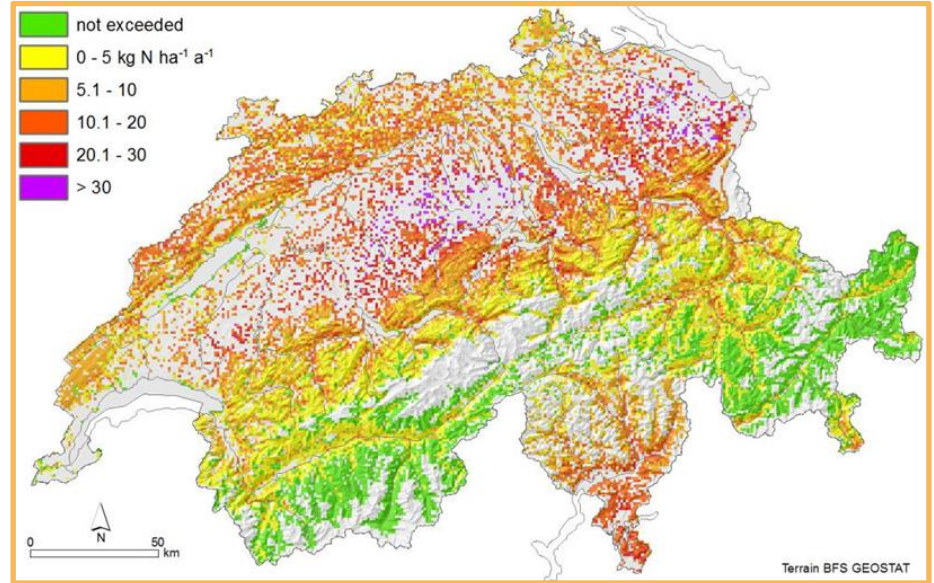 not exceeded
0 - 5 kg N ha⁻¹ a⁻¹
5.1 - 10
10.1 - 20
20.1 - 30
> 30
N
0 50
km
Terrain BFS GEOSTAT